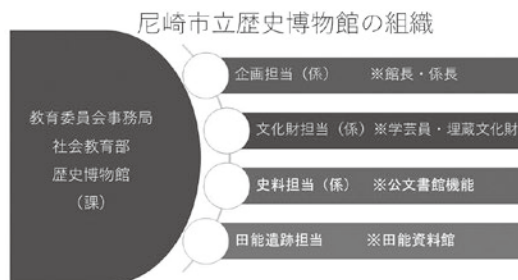 尼崎市立歴史博物館の組織
教育委員会事務局
社会教育部
歴史博物館
（課）
企画担当（係） ※館長・係長
文化財担当（係）※学芸員・埋蔵文化財
史料担当（係） ※公文書館機能
田能遺跡担当 ※田能資料館